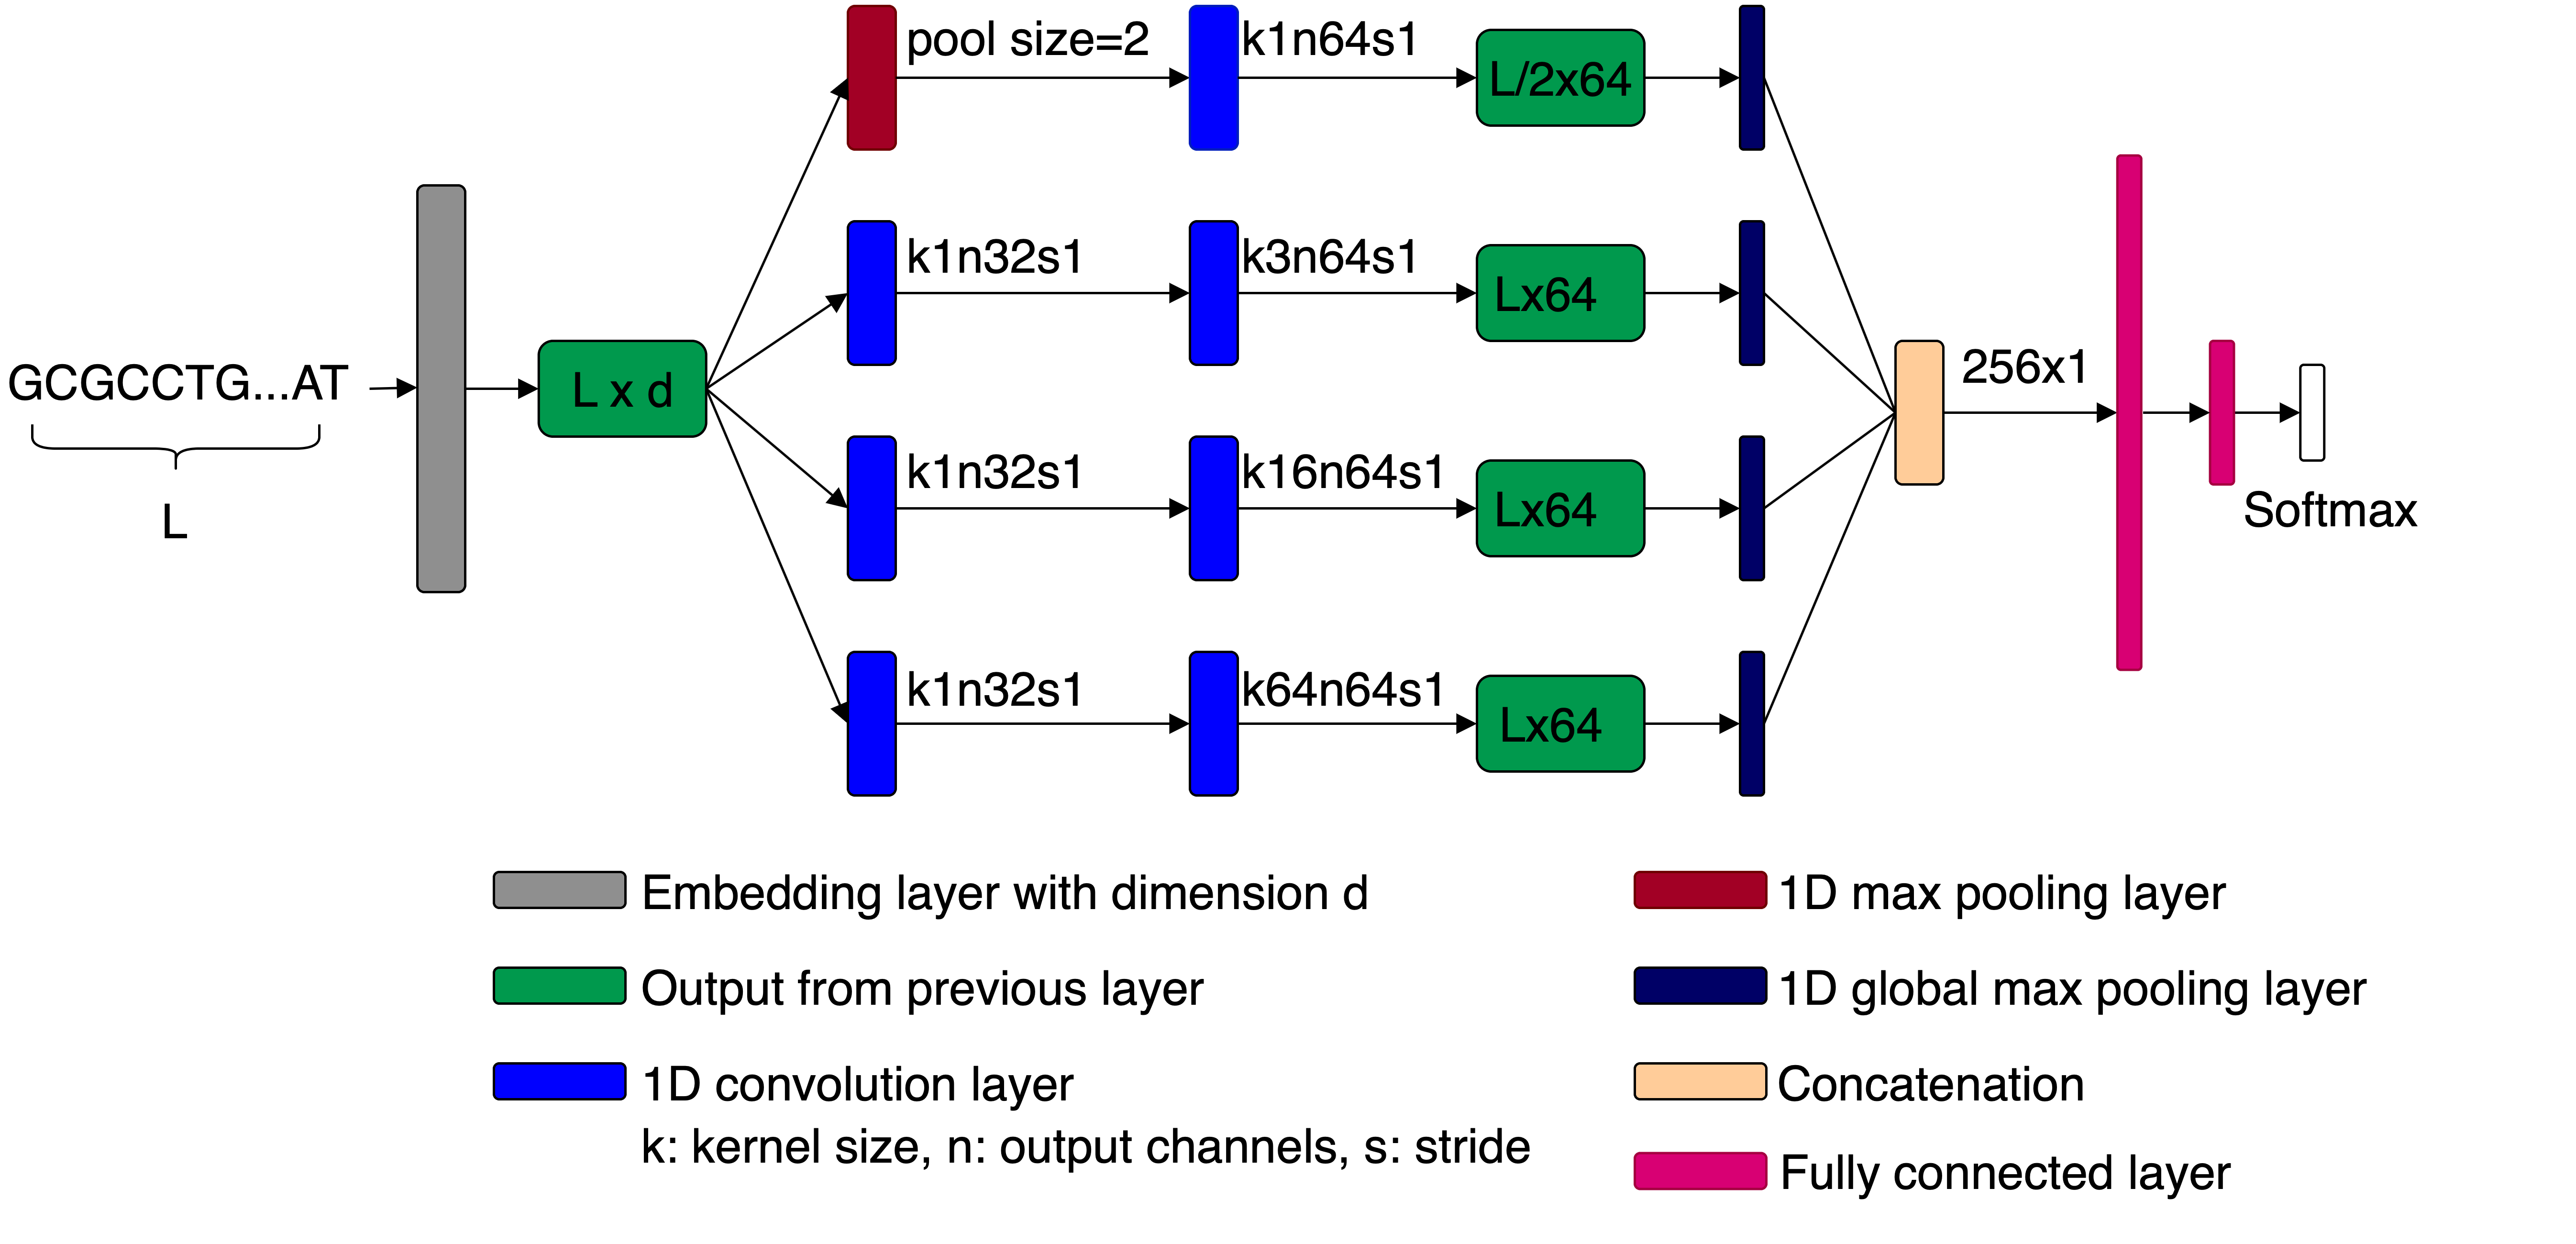 pool size=2
k1n64s1
L/2x64
k1n32s1
k3n64s1
Lx64
GCGCCTG...AT
L
L x d
k1n32s1
k16n64s1
Lx64
256x1
Softmax
k1n32s1
k64n64s1
Lx64
Embedding layer with dimension d
Output from previous layer
1D convolution layer
k: kernel size, n: output channels, s: stride
1D max pooling layer
1D global max pooling layer
Concatenation
Fully connected layer